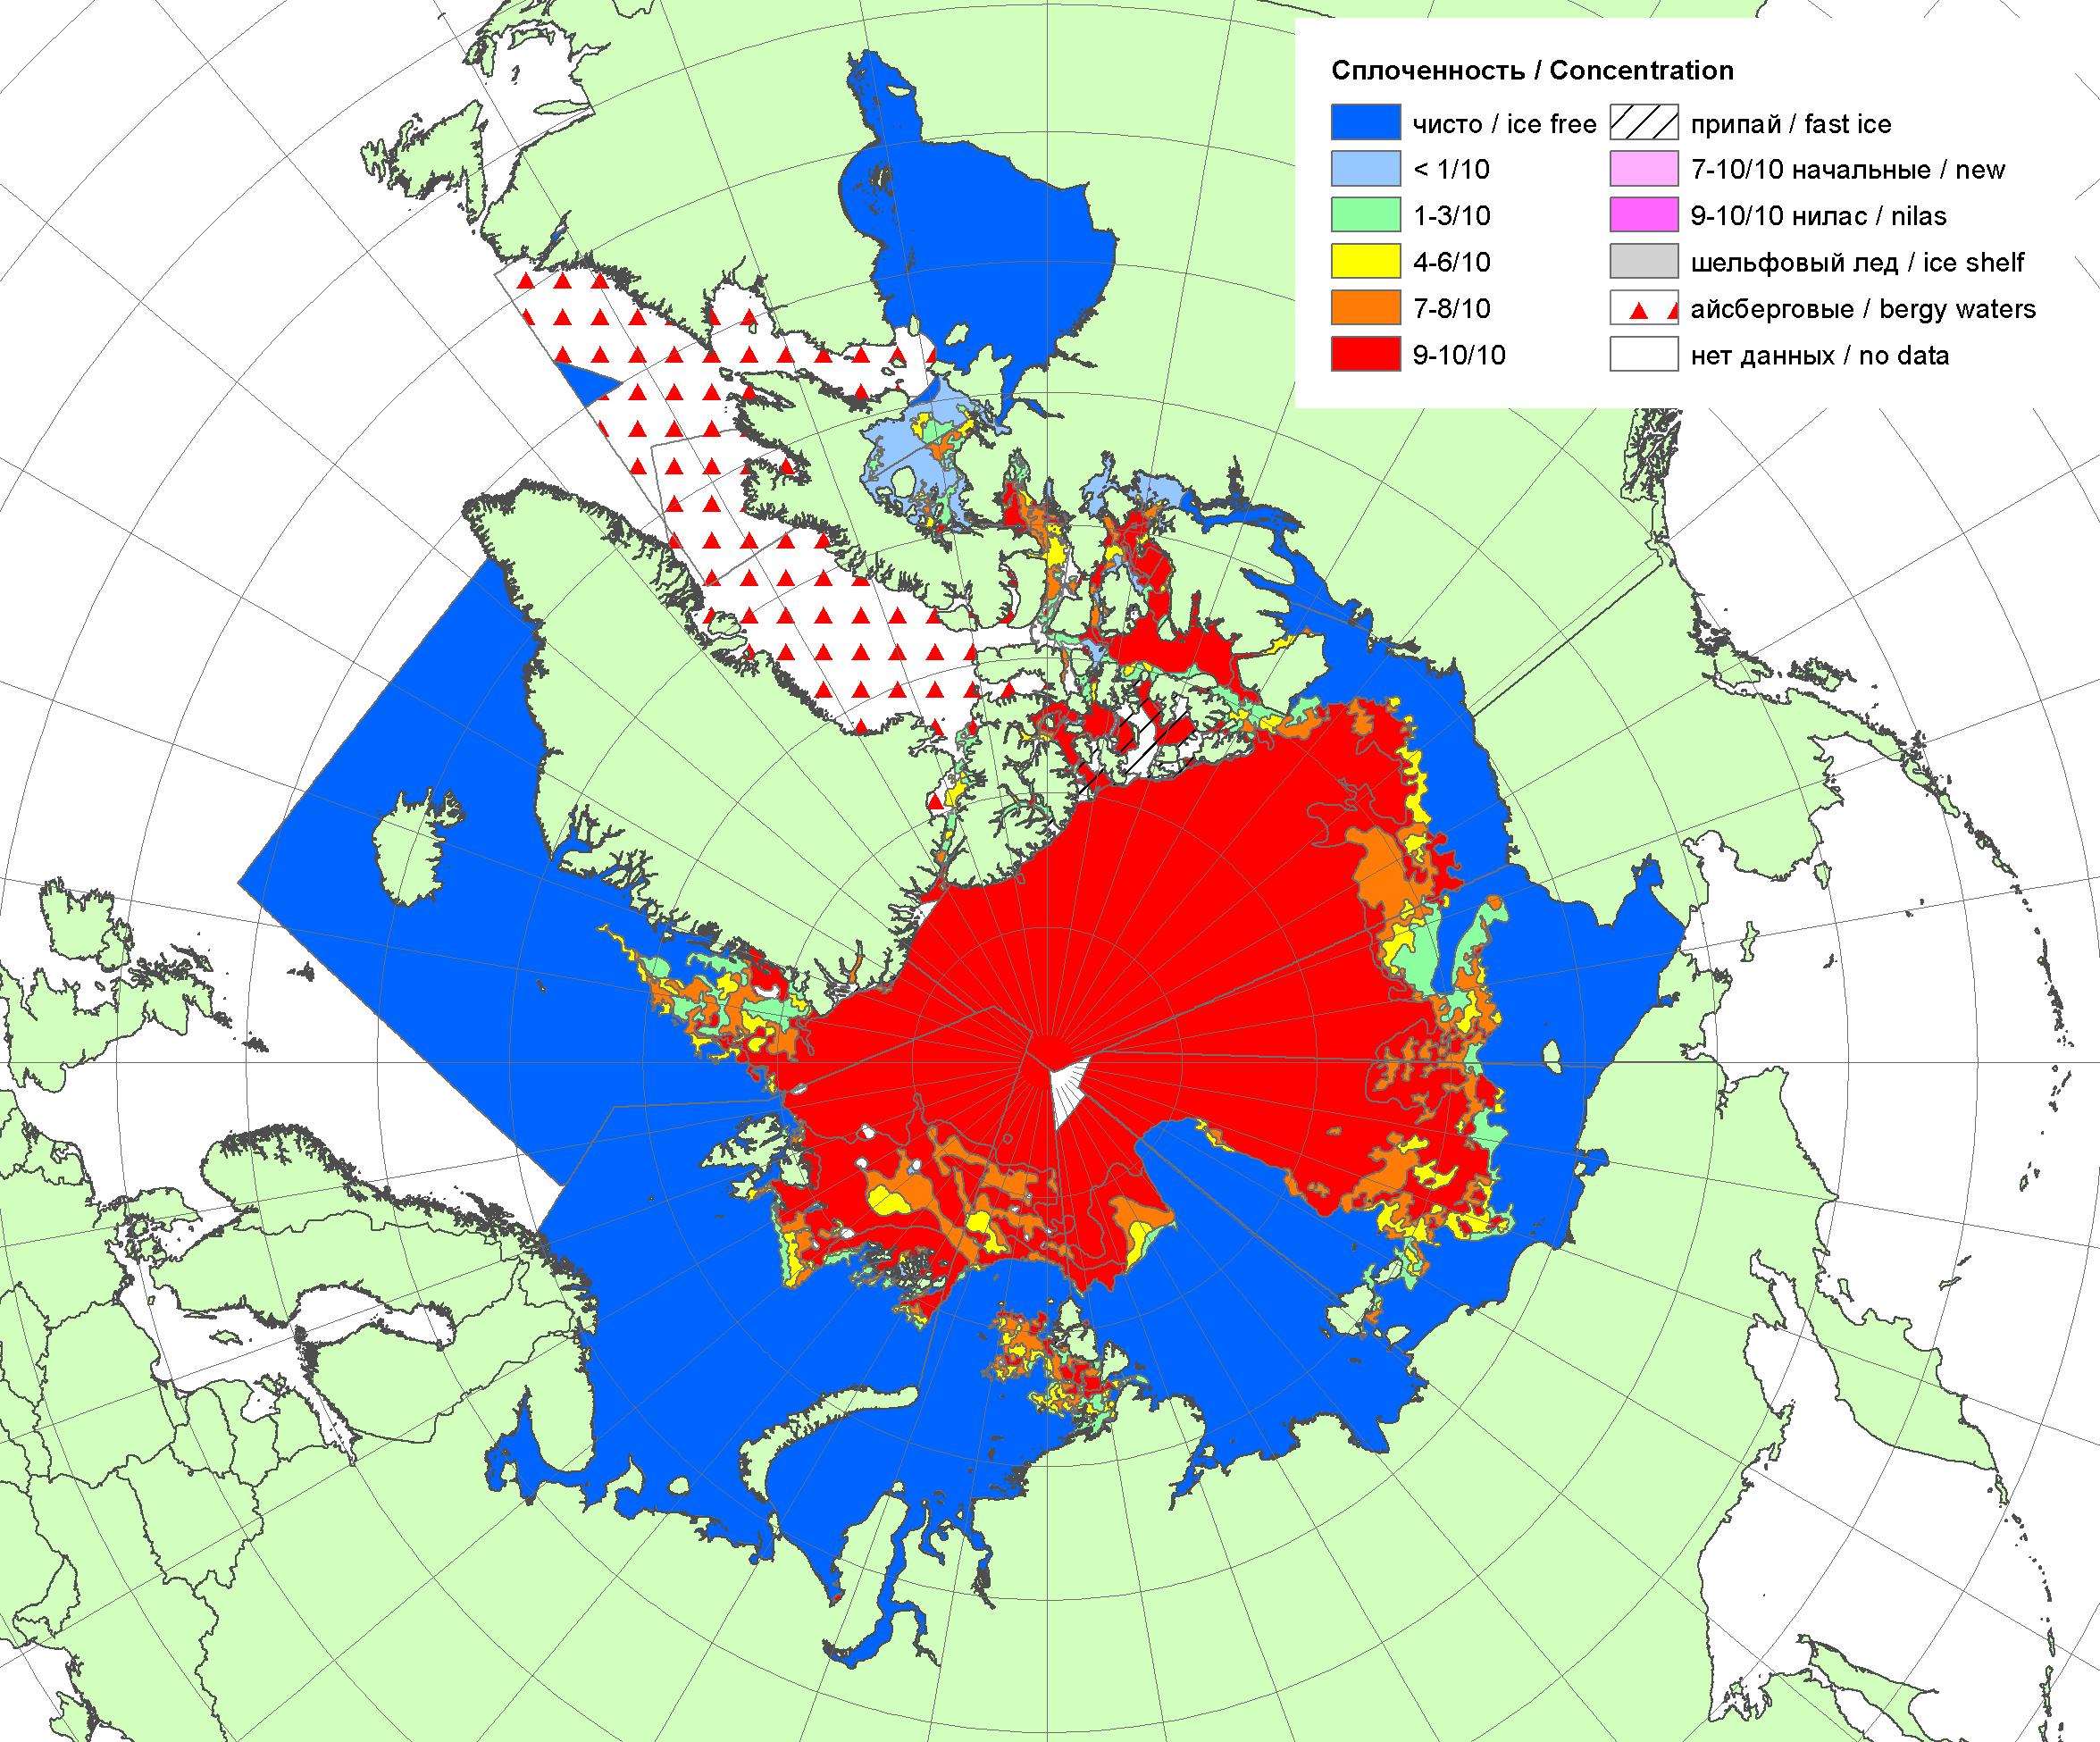 Сплоченность / Concentration
чисто / ice free
< 1/10
1-3/10
4-6/10
7-8/10
9-10/10
припай / fast ice
7-10/10 начальные / new
9-10/10 нилас / nilas
шельфовый лед / ice shelf
айсберговые / bergy waters
нет данных / no data